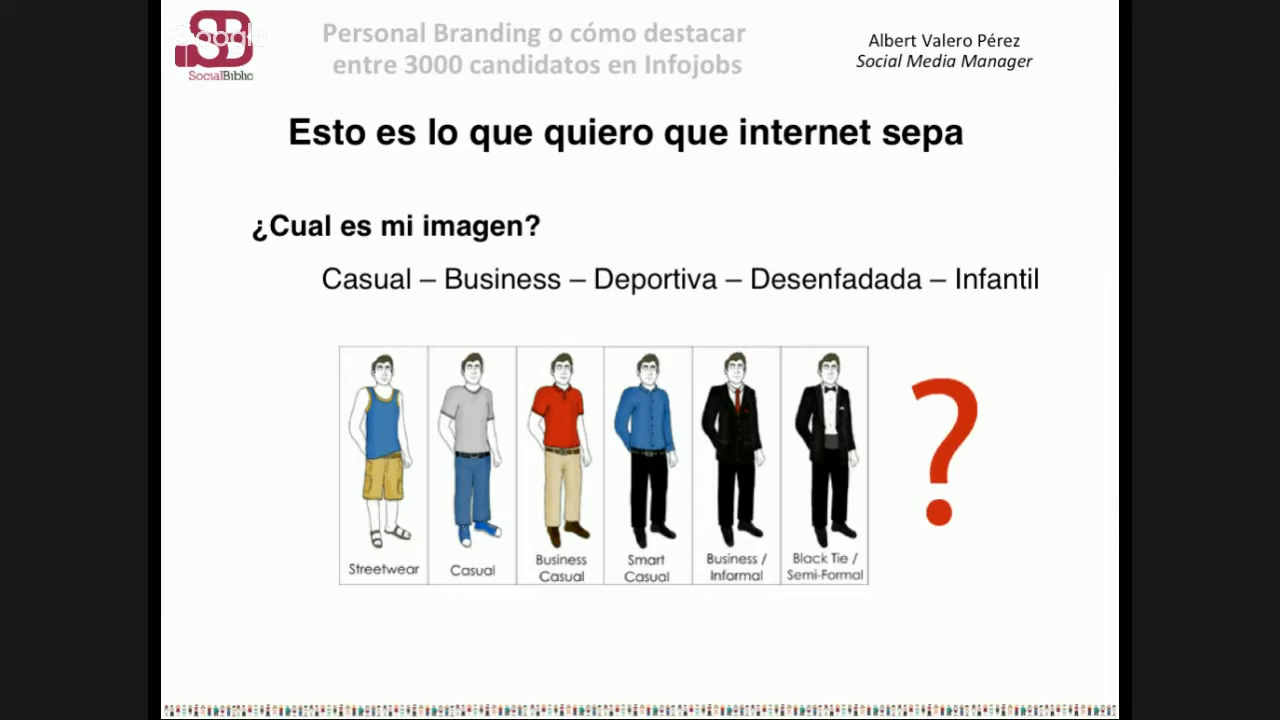 SB
Google
SocialBiblio
Personal Branding o cómo destacar
entre 3000 candidatos en Infojobs
Albert Valero Pérez
Social Media Manager
Esto es lo que quiero que internet sepa
¿Cual es mi imagen?
Casual – Business – Deportiva – Desenfadada – Infantil
?
Streetwear
Casual
Business
Casual
Smart
Casual
Business /
Informal
Black Tie /
Semi-Formal